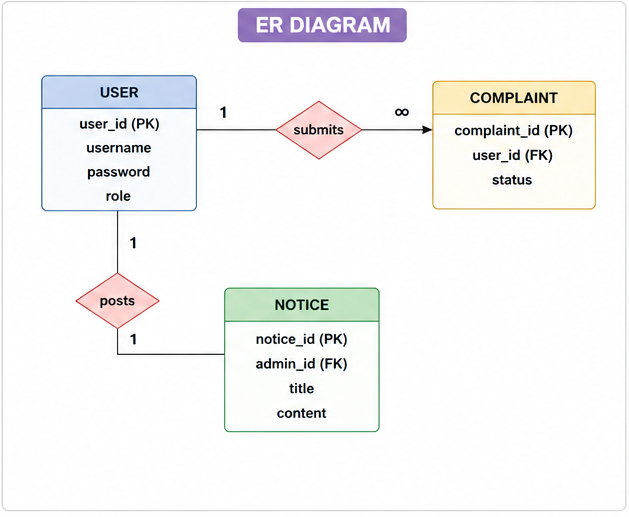 ER DIAGRAM
USER
user_id (PK)
username
password
role
1
submits
∞
COMPLAINT
complaint_id (PK)
user_id (FK)
status
1
posts
1
NOTICE
notice_id (PK)
admin_id (FK)
title
content